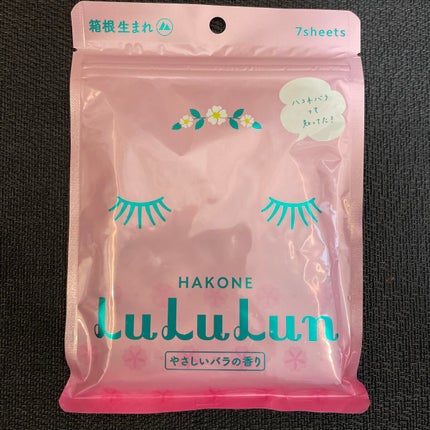 箱根生まれ
7sheets
ハコネバラ
って
知ってた!
HAKONE
LuLuLun
やさしいバラの香り